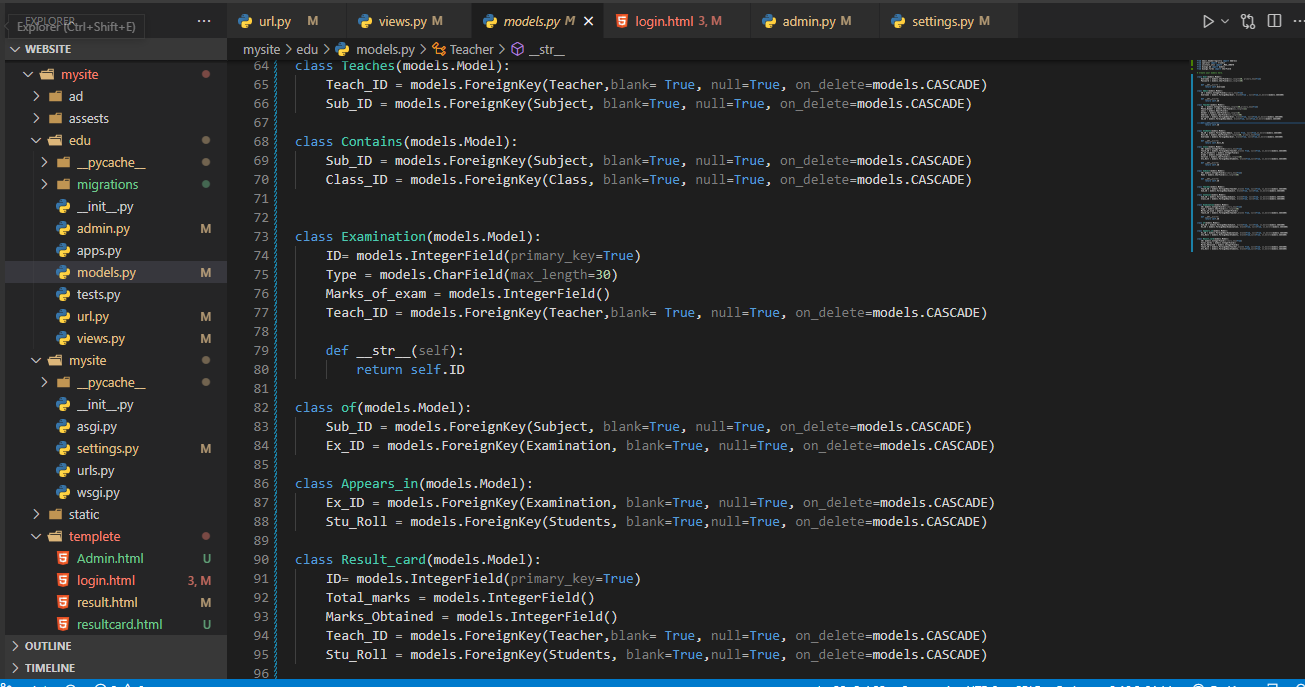 EXPLORER
Explorer (Ctrl+Shift+E)
url.py M
views.py M
models.py M
login.html 3, M
admin.py M
settings.py M
WEBSITE
mysite > edu > models.py > Teacher > __str__
mysite
ad
assests
edu
__pycache__
migrations
__init__.py
admin.py M
apps.py
models.py M
tests.py
url.py M
views.py M
mysite
__pycache__
__init__.py
asgi.py
settings.py M
urls.py
wsgi.py
static
templete
Admin.html U
login.html 3, M
result.html M
resultcard.html U
OUTLINE
TIMELINE
64 class Teaches(models.Model):
65 Teach_ID = models.ForeignKey(Teacher,blank= True, null=True, on_delete=models.CASCADE)
66 Sub_ID = models.ForeignKey(Subject, blank=True, null=True, on_delete=models.CASCADE)
67
68 class Contains(models.Model):
69 Sub_ID = models.ForeignKey(Subject, blank=True, null=True, on_delete=models.CASCADE)
70 Class_ID = models.ForeignKey(Class, blank=True, null=True, on_delete=models.CASCADE)
71
72
73 class Examination(models.Model):
74 ID= models.IntegerField(primary_key=True)
75 Type = models.CharField(max_length=30)
76 Marks_of_exam = models.IntegerField()
77 Teach_ID = models.ForeignKey(Teacher,blank= True, null=True, on_delete=models.CASCADE)
78
79 def __str__(self):
80 return self.ID
81
82 class of(models.Model):
83 Sub_ID = models.ForeignKey(Subject, blank=True, null=True, on_delete=models.CASCADE)
84 Ex_ID = models.ForeignKey(Examination, blank=True, null=True, on_delete=models.CASCADE)
85
86 class Appears_in(models.Model):
87 Ex_ID = models.ForeignKey(Examination, blank=True, null=True, on_delete=models.CASCADE)
88 Stu_Roll = models.ForeignKey(Students, blank=True,null=True, on_delete=models.CASCADE)
89
90 class Result_card(models.Model):
91 ID= models.IntegerField(primary_key=True)
92 Total_marks = models.IntegerField()
93 Marks_Obtained = models.IntegerField()
94 Teach_ID = models.ForeignKey(Teacher,blank= True, null=True, on_delete=models.CASCADE)
95 Stu_Roll = models.ForeignKey(Students, blank=True,null=True, on_delete=models.CASCADE)
96